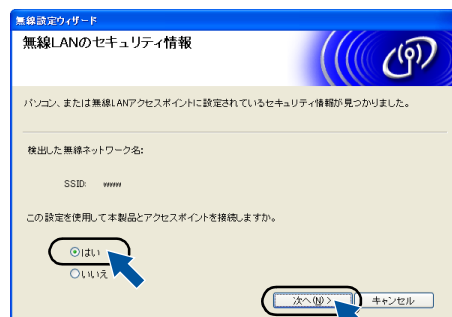 無線設定ウィザード
無線LANのセキュリティ情報
パソコン、または無線LANアクセスポイントに設定されているセキュリティ情報が見つかりました。
検出した無線ネットワーク名:
SSID: wwww
この設定を使用して本製品とアクセスポイントを接続しますか。
はい
いいえ
次へ(N) > キャンセル